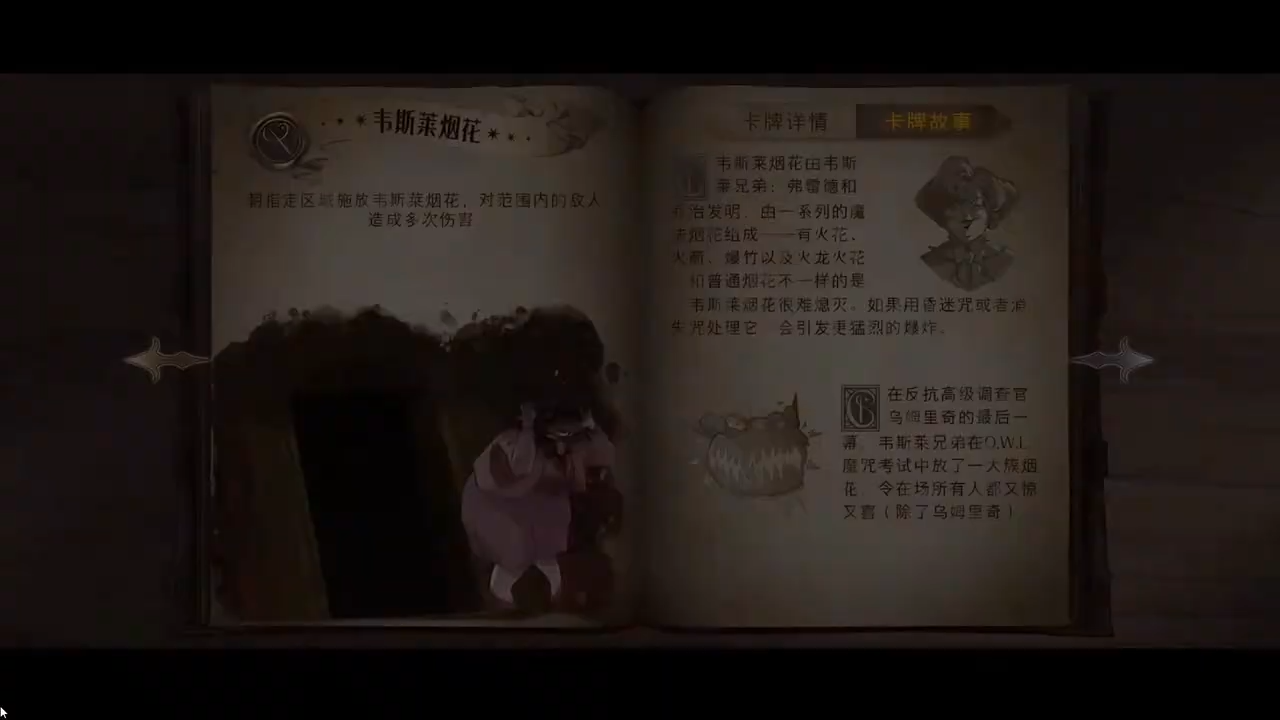 韦斯莱烟花
朝指定区域施放韦斯莱烟花，对范围内的敌人
造成多次伤害
卡牌详情
卡牌故事
韦斯莱烟花由韦斯
莱兄弟：弗雷德和
乔治发明，由一系列的魔
法烟花组成——有火花、
火箭、爆竹以及火龙火花
和普通烟花不一样的是
韦斯莱烟花很难熄灭。如果用昏迷咒或者消
失咒处理它，会引发更猛烈的爆炸。
在反抗高级调查官
乌姆里奇的最后一
幕，韦斯莱兄弟在O.W.L.
魔咒考试中放了一大簇烟
花，令在场所有人都又惊
又喜（除了乌姆里奇）